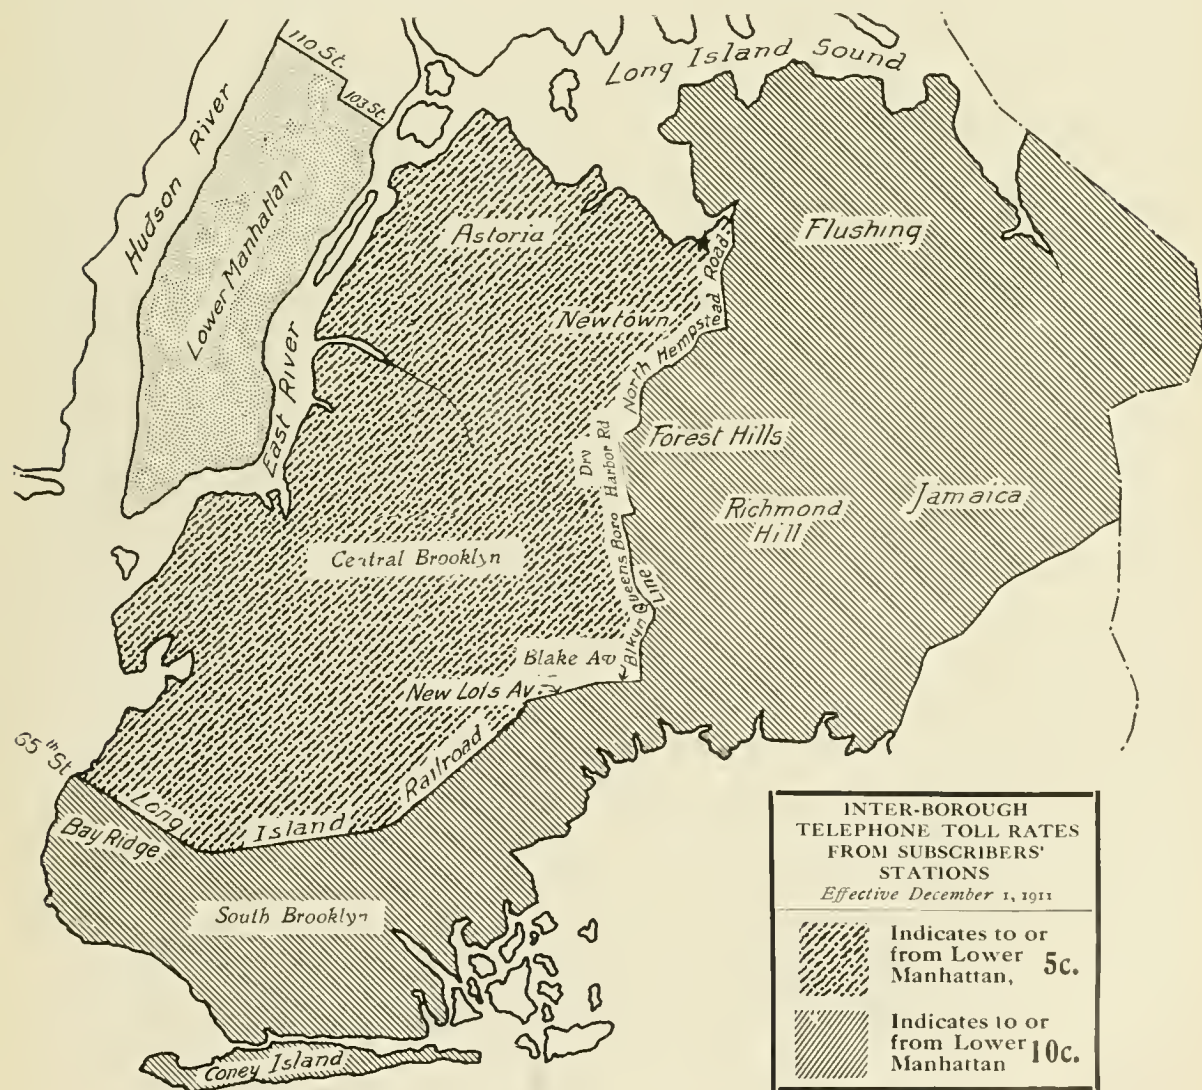 110 St.
103 St.
Long Island Sound
Hudson River
Lower Manhattan
East River
Astoria
Flushing
Newtown
North Hempstead Road
Forest Hills
Dry Harbor Rd
Richmond
Hill
Jamaica
Central Brooklyn
Bklyn Queens Boro
Line
Blake Av
New Lots Av.
65th St
Long Island Railroad
Bay Ridge
South Brooklyn
Coney Island
INTER-BOROUGH
TELEPHONE TOLL RATES
FROM SUBSCRIBERS'
STATIONS
Effective December 1, 1911
Indicates to or
from Lower
Manhattan, 5c.
Indicates to or
from Lower
Manhattan 10c.